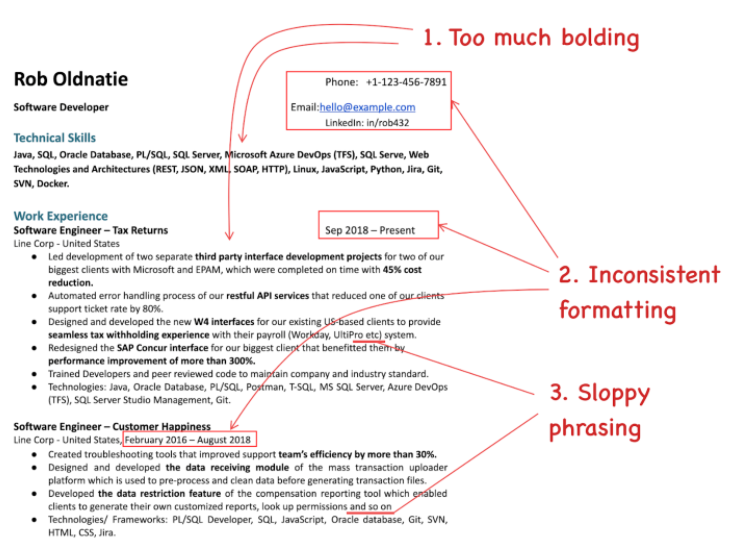 1. Too much bolding
Rob Oldnatie
Phone: +1-123-456-7891
Software Developer
Email:hello@example.com
LinkedIn: in/rob432
Technical Skills
Java, SQL, Oracle Database, PL/SQL, SQL Server, Microsoft Azure DevOps (TFS), SQL Serve, Web
Technologies and Architectures (REST, JSON, XML, SOAP, HTTP), Linux, JavaScript, Python, Jira, Git,
SVN, Docker.
Work Experience
Software Engineer – Tax Returns
Sep 2018 – Present
Line Corp - United States
● Led development of two separate third party interface development projects for two of our
biggest clients with Microsoft and EPAM, which were completed on time with 45% cost
reduction.
● Automated error handling process of our restful API services that reduced one of our clients
support ticket rate by 80%.
● Designed and developed the new W4 interfaces for our existing US-based clients to provide
seamless tax withholding experience with their payroll (Workday, UltiPro etc) system.
● Redesigned the SAP Concur interface for our biggest client that benefitted them by
performance improvement of more than 300%.
● Trained Developers and peer reviewed code to maintain company and industry standard.
● Technologies: Java, Oracle Database, PL/SQL, Postman, T-SQL, MS SQL Server, Azure DevOps
(TFS), SQL Server Studio Management, Git.
2. Inconsistent
formatting
3. Sloppy
phrasing
Software Engineer – Customer Happiness
Line Corp - United States, February 2016 – August 2018
● Created troubleshooting tools that improved support team's efficiency by more than 30%.
● Designed and developed the data receiving module of the mass transaction uploader
platform which is used to pre-process and clean data before generating transaction files.
● Developed the data restriction feature of the compensation reporting tool which enabled
clients to generate their own customized reports, look up permissions and so on
● Technologies/ Frameworks: PL/SQL Developer, SQL, JavaScript, Oracle database, Git, SVN,
HTML, CSS, Jira.